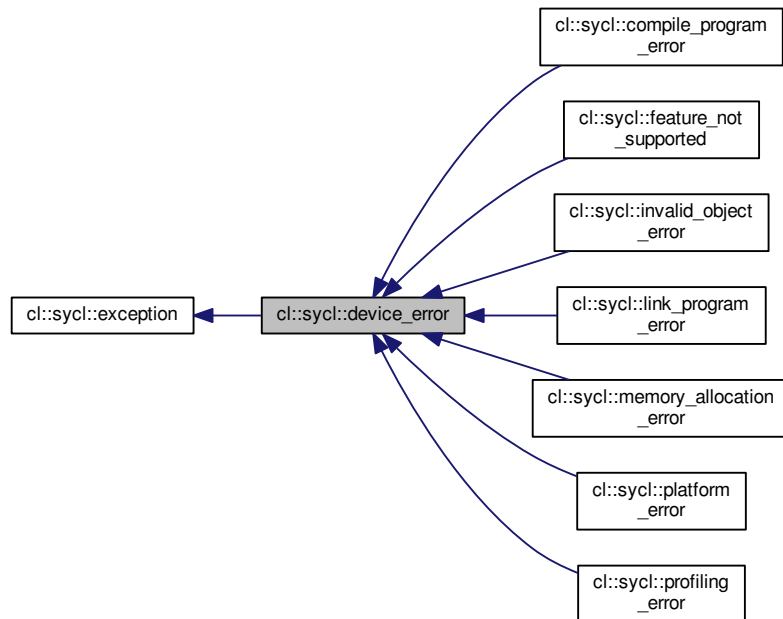 cl::sycl::compile_program
_error
cl::sycl::feature_not
_supported
cl::sycl::invalid_object
_error
cl::sycl::exception
cl::sycl::device_error
cl::sycl::link_program
_error
cl::sycl::memory_allocation
_error
cl::sycl::platform
_error
cl::sycl::profiling
_error